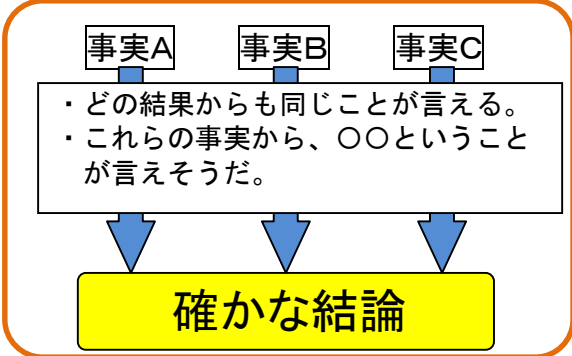 事実A 事実B 事実C
・どの結果からも同じことが言える。
・これらの事実から、〇〇ということ
が言えそうだ。
確かな結論